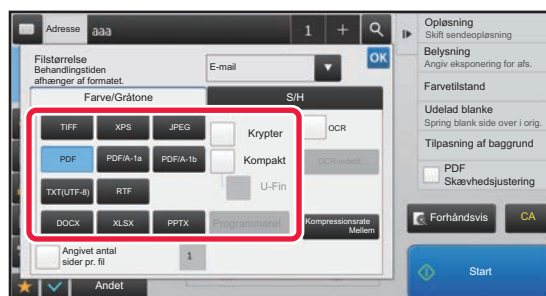 Adresse aaa 1 +
Filstørrelse
Behandlingstiden
afhænger af formatet.
E-mail
OK
Farve/Gråtone S/H
TIFF XPS JPEG Krypter OCR
PDF PDF/A-1a PDF/A-1b Kompakt OCR-indstil.
TXT(UTF-8) RTF U-Fin
DOCX XLSX PPTX Programmeret. Kompressionsrate
Mellem
Angivet antal
sider pr. fil
1
Andet
Opløsning
Skift sendeopløsning
Belysning
Angiv eksponering for afs.
Farvetilstand
Udelad blanke
Spring blank side over i orig.
Tilpasning af baggrund
PDF
Skævhedsjustering
Forhåndsvis CA
Start